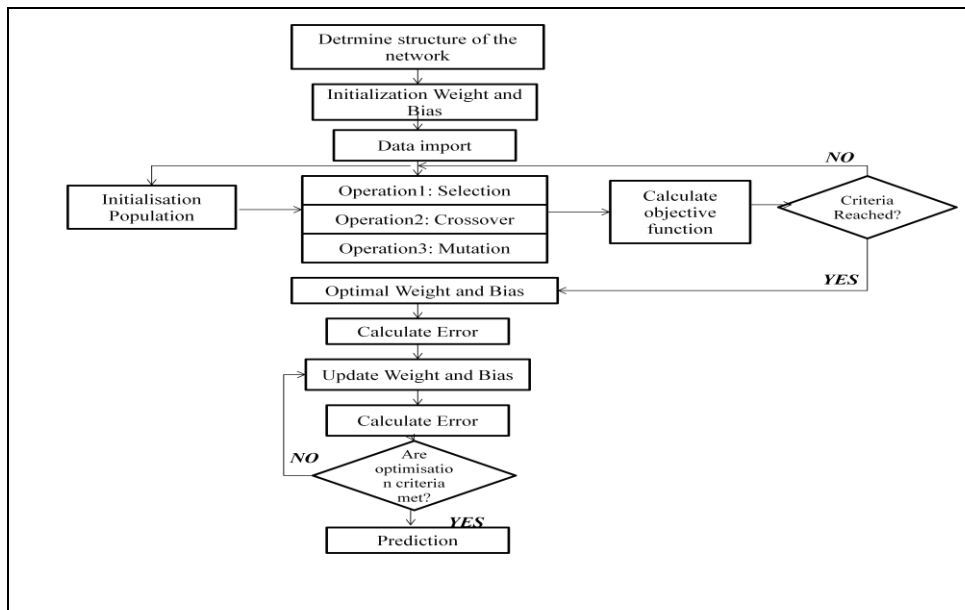 Detrmine structure of the
network
Initialization Weight and
Bias
Data import
NO
Initialisation
Population
Operation1: Selection
Operation2: Crossover
Operation3: Mutation
Calculate
objective
function
Criteria
Reached?
YES
Optimal Weight and Bias
Calculate Error
Update Weight and Bias
Calculate Error
NO
Are
optimisatio
n criteria
met?
YES
Prediction